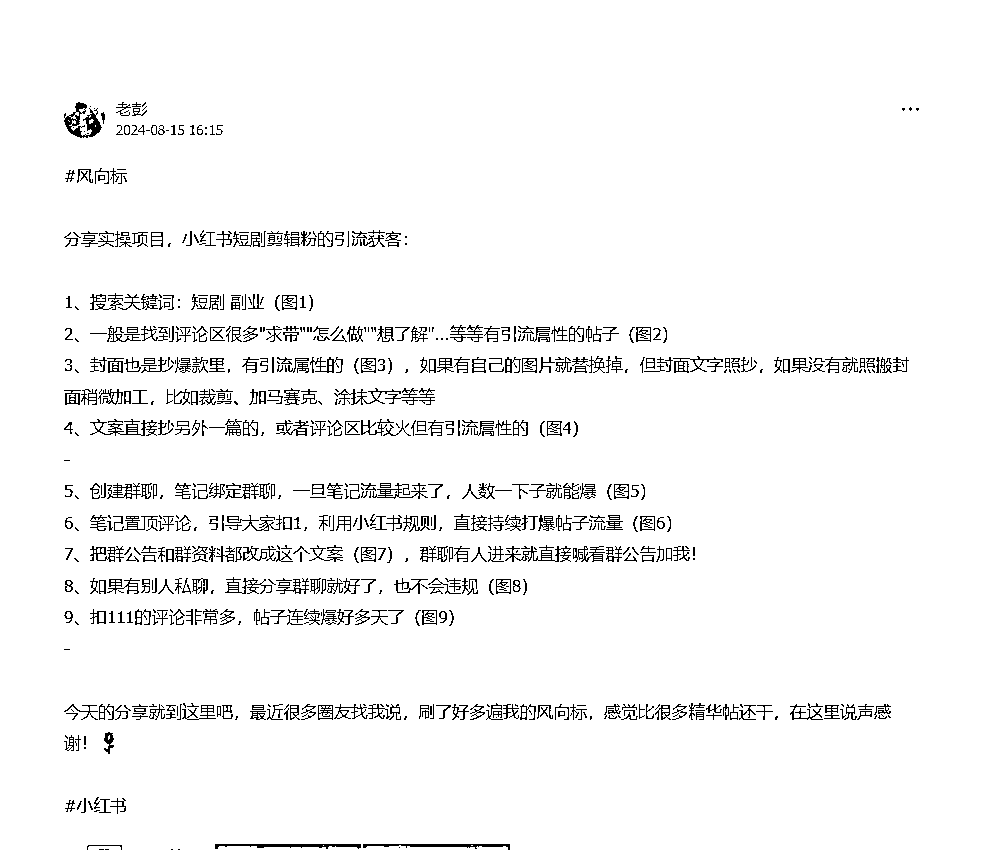 老彭
2024-08-15 16:15
...
#风向标
分享实操项目，小红书短剧剪辑粉的引流获客：
1、搜索关键词：短剧 副业（图1）
2、一般是找到评论区很多"求带""怎么做""想了解"...等等有引流属性的帖子（图2）
3、封面也是抄爆款里，有引流属性的（图3），如果有自己的图片就替换掉，但封面文字照抄，如果没有就照搬封
面稍微加工，比如裁剪、加马赛克、涂抹文字等等
4、文案直接抄另外一篇的，或者评论区比较火但有引流属性的（图4）
-
5、创建群聊，笔记绑定群聊，一旦笔记流量起来了，人数一下子就能爆（图5）
6、笔记置顶评论，引导大家扣1，利用小红书规则，直接持续打爆帖子流量（图6）
7、把群公告和群资料都改成这个文案（图7），群聊有人进来就直接喊看群公告加我！
8、如果有别人私聊，直接分享群聊就好了，也不会违规（图8）
9、扣111的评论非常多，帖子连续爆好多天了（图9）
-
今天的分享就到这里吧，最近很多圈友找我说，刷了好多遍我的风向标，感觉比很多精华帖还干，在这里说声感
谢！
#小红书